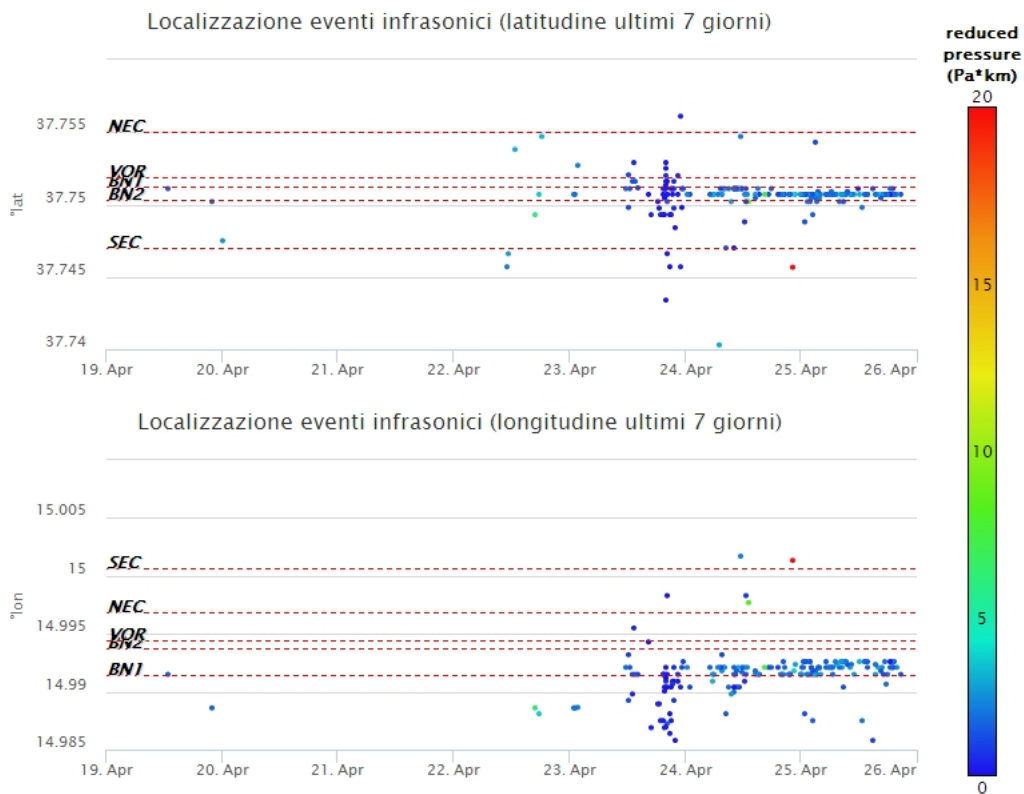 Localizzazione eventi infrasonici (latitudine ultimi 7 giorni)
reduced
pressure
(Pa*km)
20
15
10
5
0
°lat
37.755
37.75
37.745
37.74
NEC
VOR
BN1
BN2
SEC
19. Apr 20. Apr 21. Apr 22. Apr 23. Apr 24. Apr 25. Apr 26. Apr
Localizzazione eventi infrasonici (longitudine ultimi 7 giorni)
°lon
15.005
15
14.995
14.99
14.985
SEC
NEC
VOR
BN2
BN1
19. Apr 20. Apr 21. Apr 22. Apr 23. Apr 24. Apr 25. Apr 26. Apr